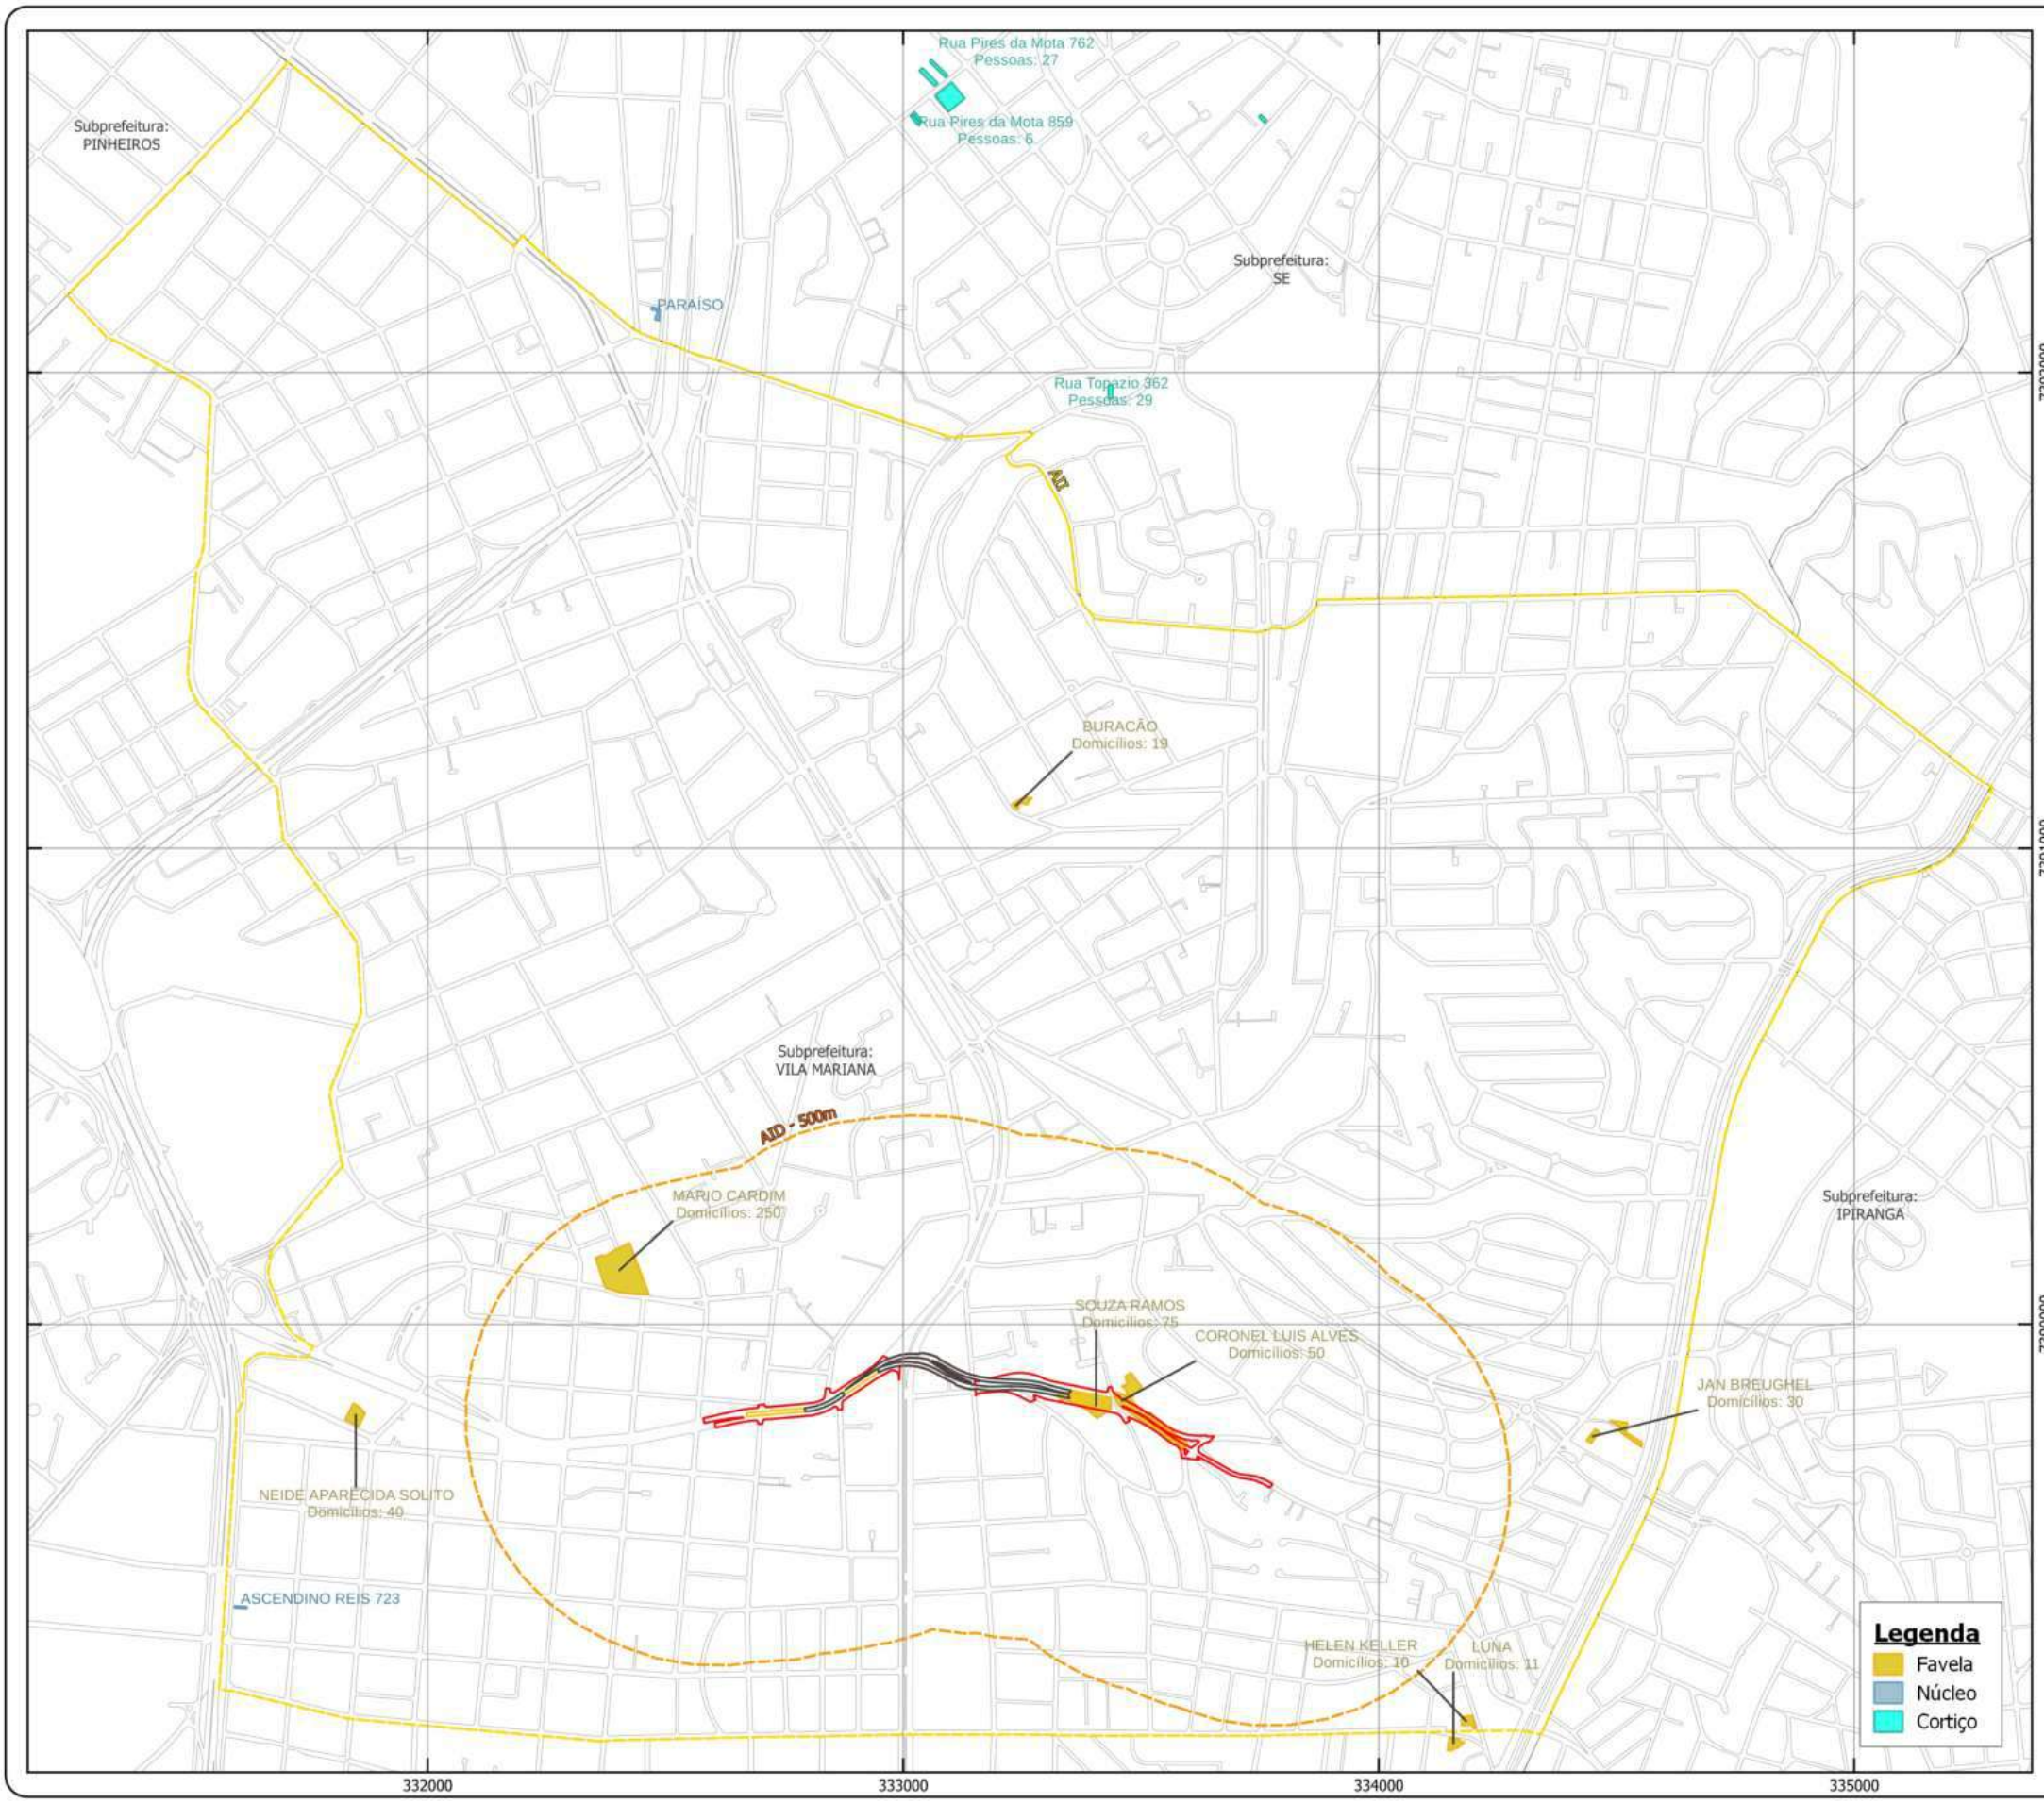 Rua Pires da Mota 762
Pessoas: 27
Rua Pires da Mota 859
Pessoas: 6
Subprefeitura:
PINHEIROS
Subprefeitura:
SE
PARAÍSO
Rua Topazio 362
Pessoas: 29
AII
BURACÃO
Domicílios: 19
Subprefeitura:
VILA MARIANA
AID - 500m
MARIO CARDIM
Domicílios: 250
Subprefeitura:
IPIRANGA
SOUZA RAMOS
Domicílios: 75
CORONEL LUIS ALVES
Domicílios: 50
JAN BREUGHEL
Domicílios: 30
NEIDE APARECIDA SOLITO
Domicílios: 40
ASCENDINO REIS 723
HELEN KELLER
Domicílios: 10
LUNA
Domicílios: 11
Legenda
Favela
Núcleo
Cortiço
332000
333000
334000
335000